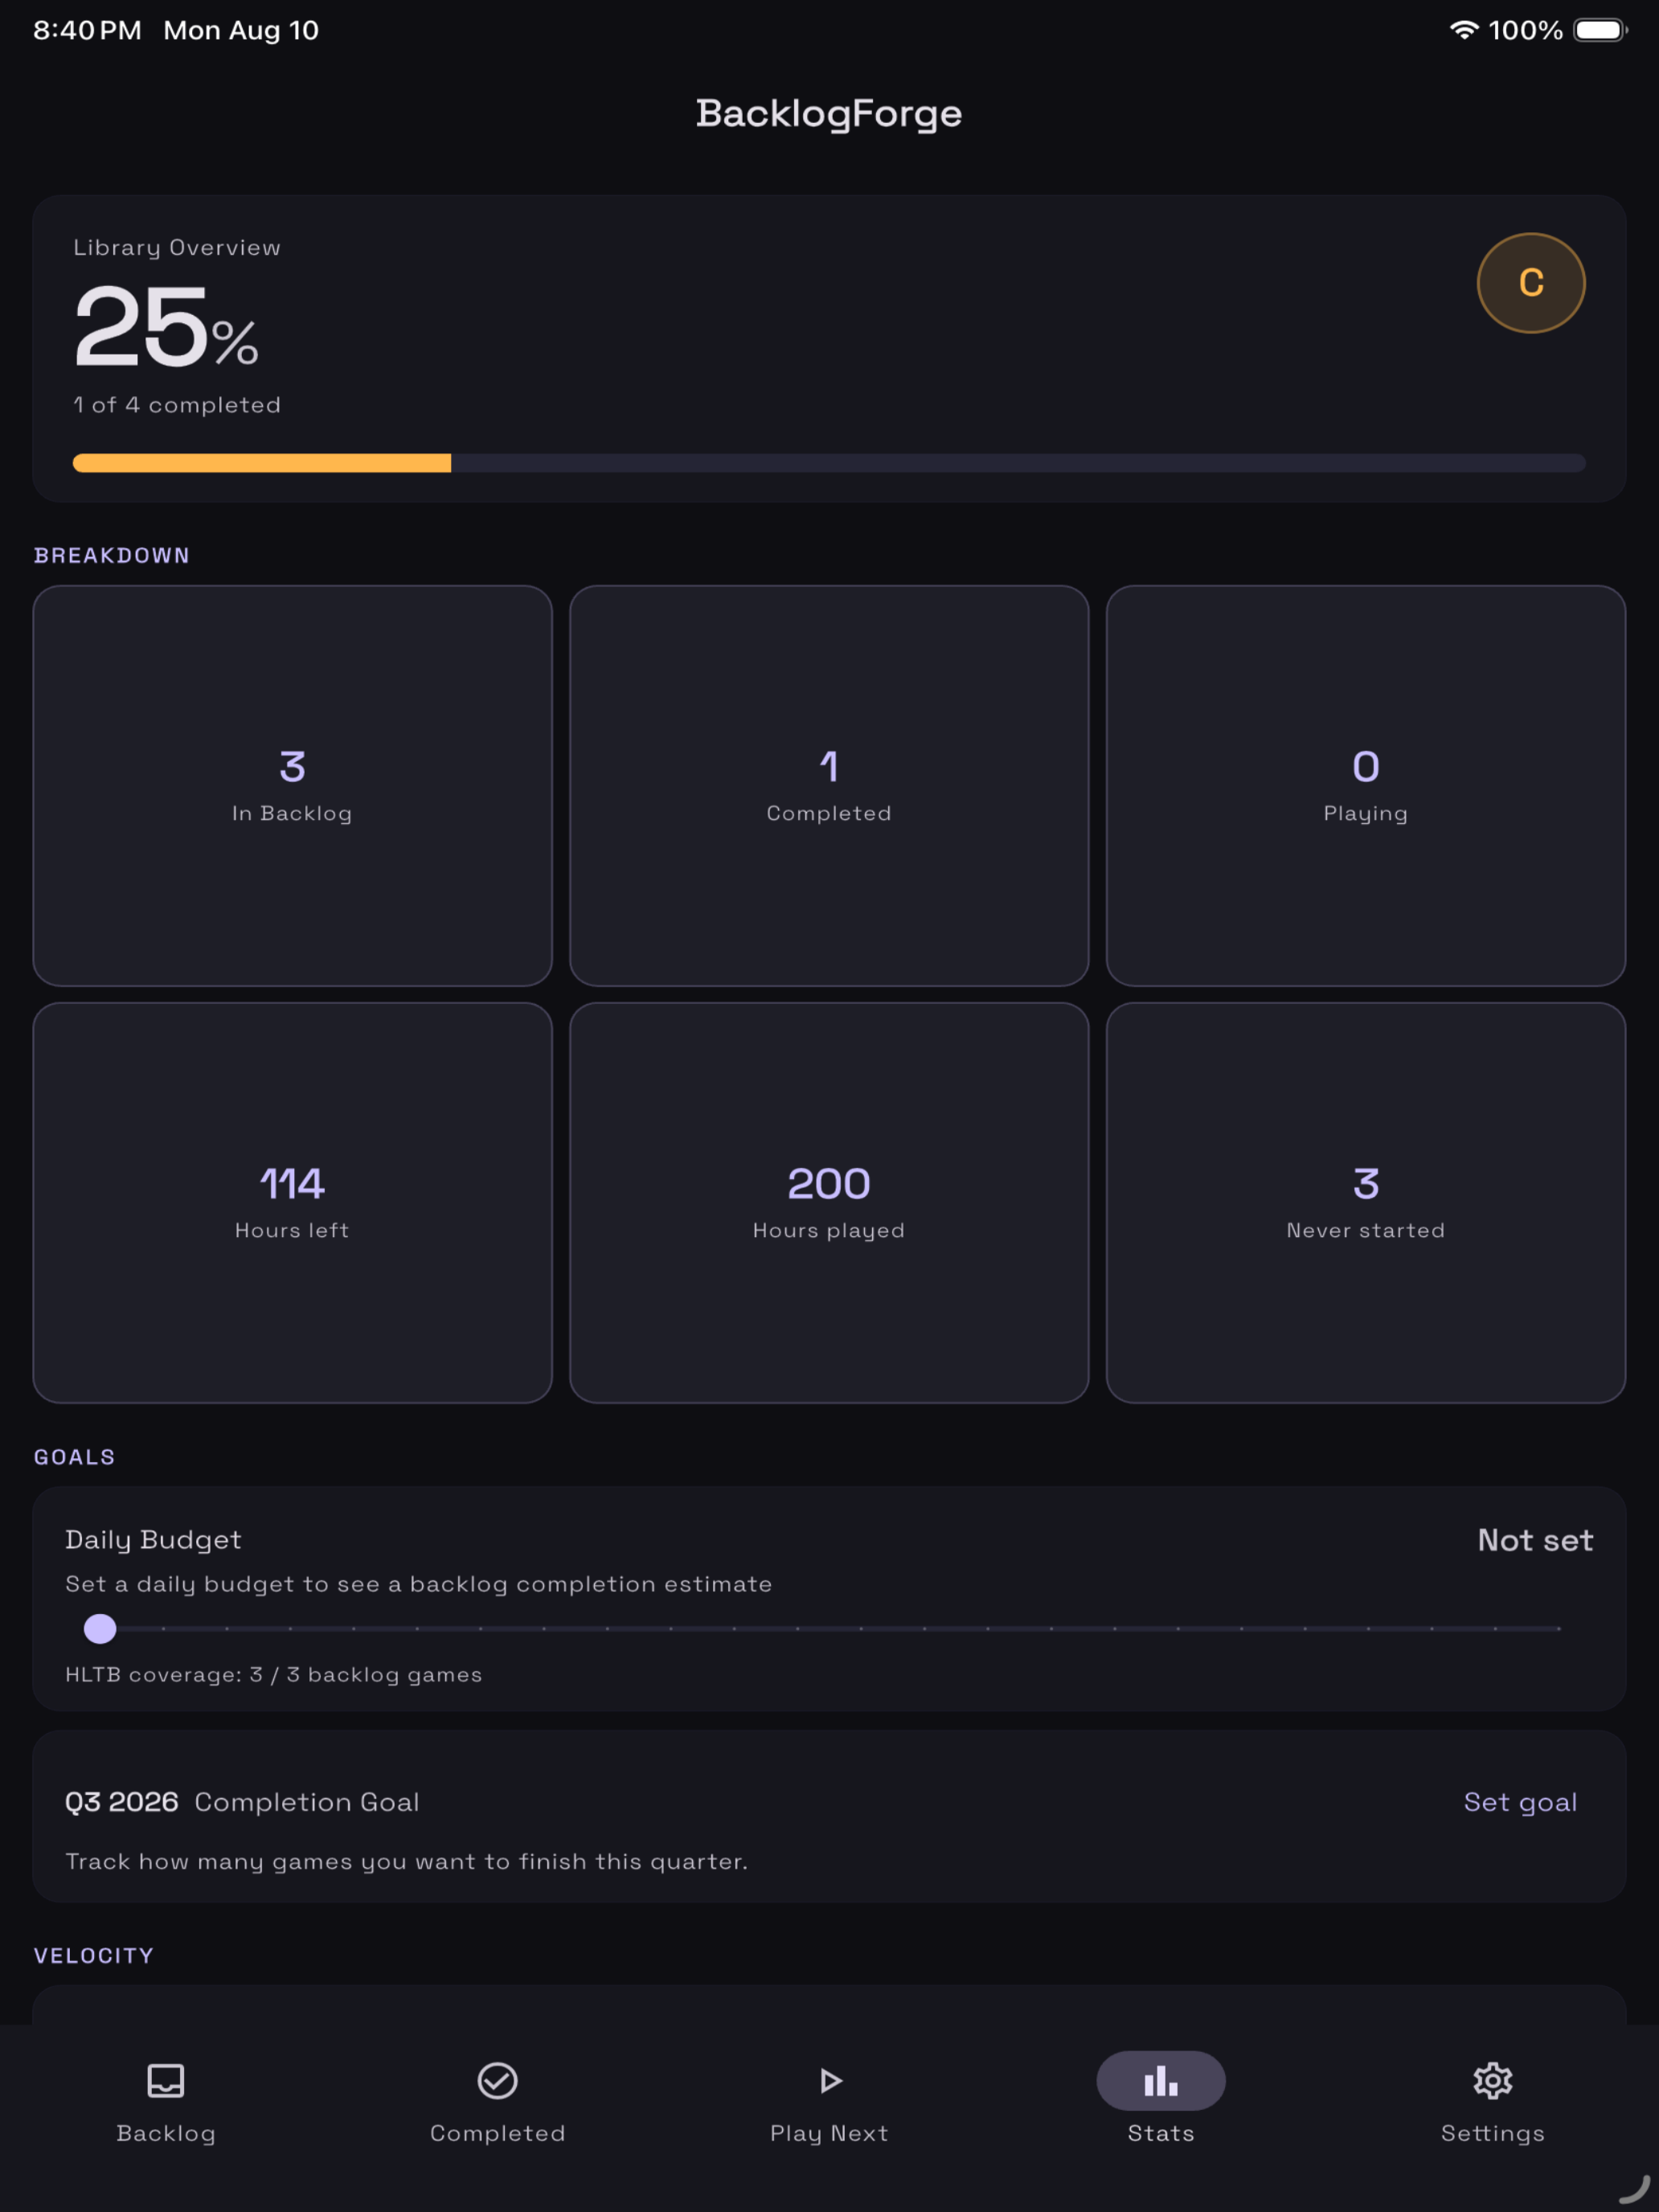 8:40 PM Mon Aug 10 100%
BacklogForge
Library Overview
C
25%
1 of 4 completed
BREAKDOWN
3
In Backlog
1
Completed
0
Playing
114
Hours left
200
Hours played
3
Never started
GOALS
Daily Budget Not set
Set a daily budget to see a backlog completion estimate
HLTB coverage: 3 / 3 backlog games
Q3 2026 Completion Goal Set goal
Track how many games you want to finish this quarter.
VELOCITY
Backlog Completed Play Next Stats Settings